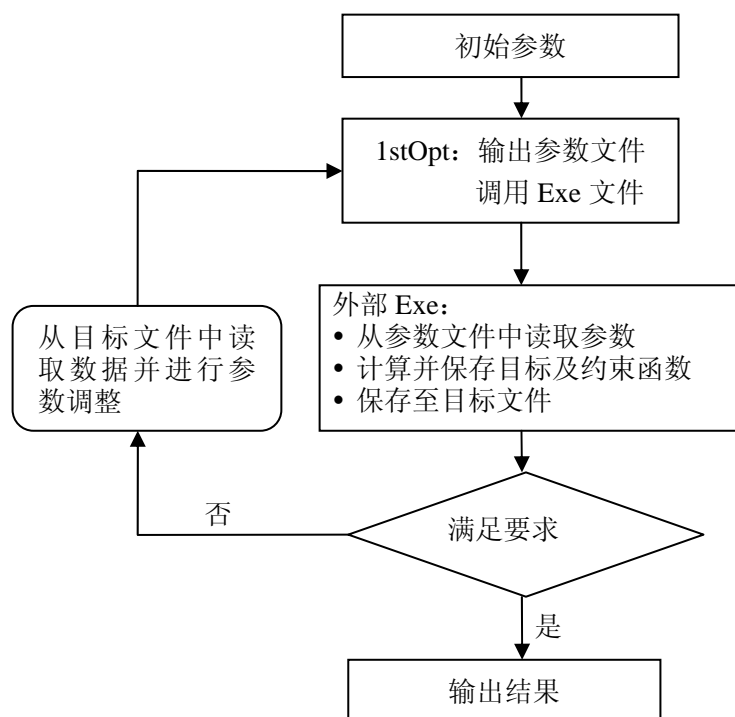 初始参数
1stOpt：输出参数文件
调用 Exe 文件
外部 Exe：
• 从参数文件中读取参数
• 计算并保存目标及约束函数
• 保存至目标文件
从目标文件中读
取数据并进行参
数调整
否
满足要求
是
输出结果